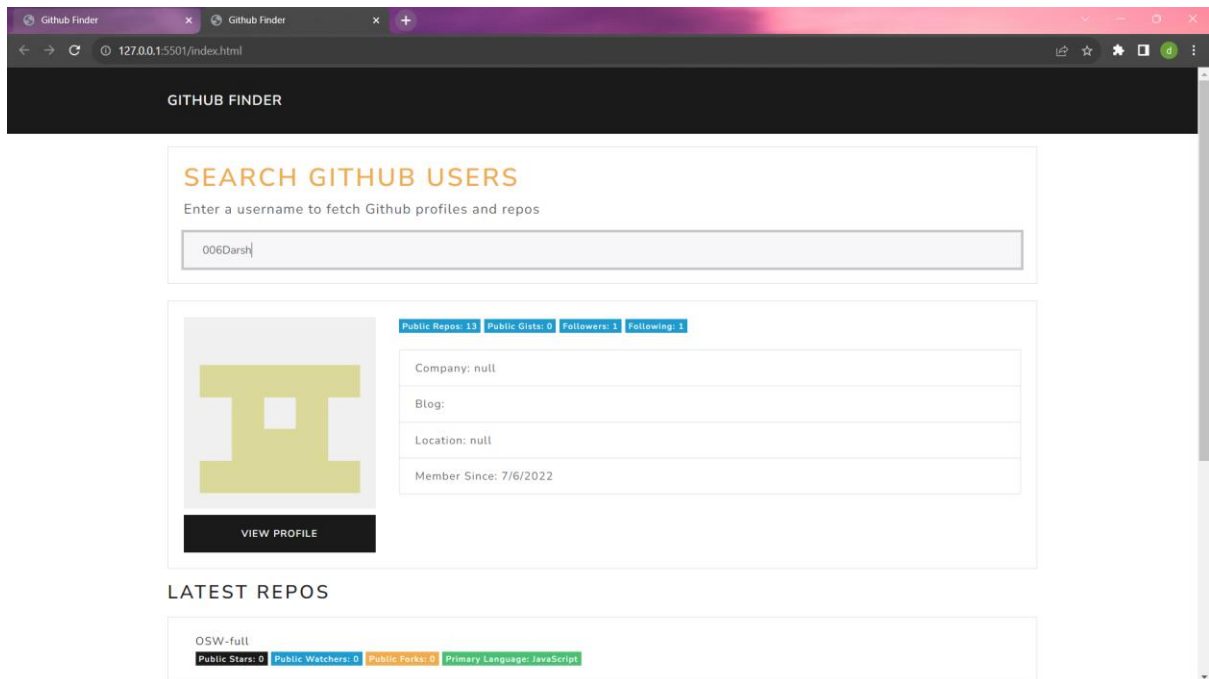 Github Finder
Github Finder
127.0.0.1:5501/index.html
d
GITHUB FINDER
SEARCH GITHUB USERS
Enter a username to fetch Github profiles and repos
006Darsh
Public Repos: 13 Public Gists: 0 Followers: 1 Following: 1
Company: null
Blog:
Location: null
Member Since: 7/6/2022
VIEW PROFILE
LATEST REPOS
OSW-full
Public Stars: 0 Public Watchers: 0 Public Forks: 0 Primary Language: JavaScript